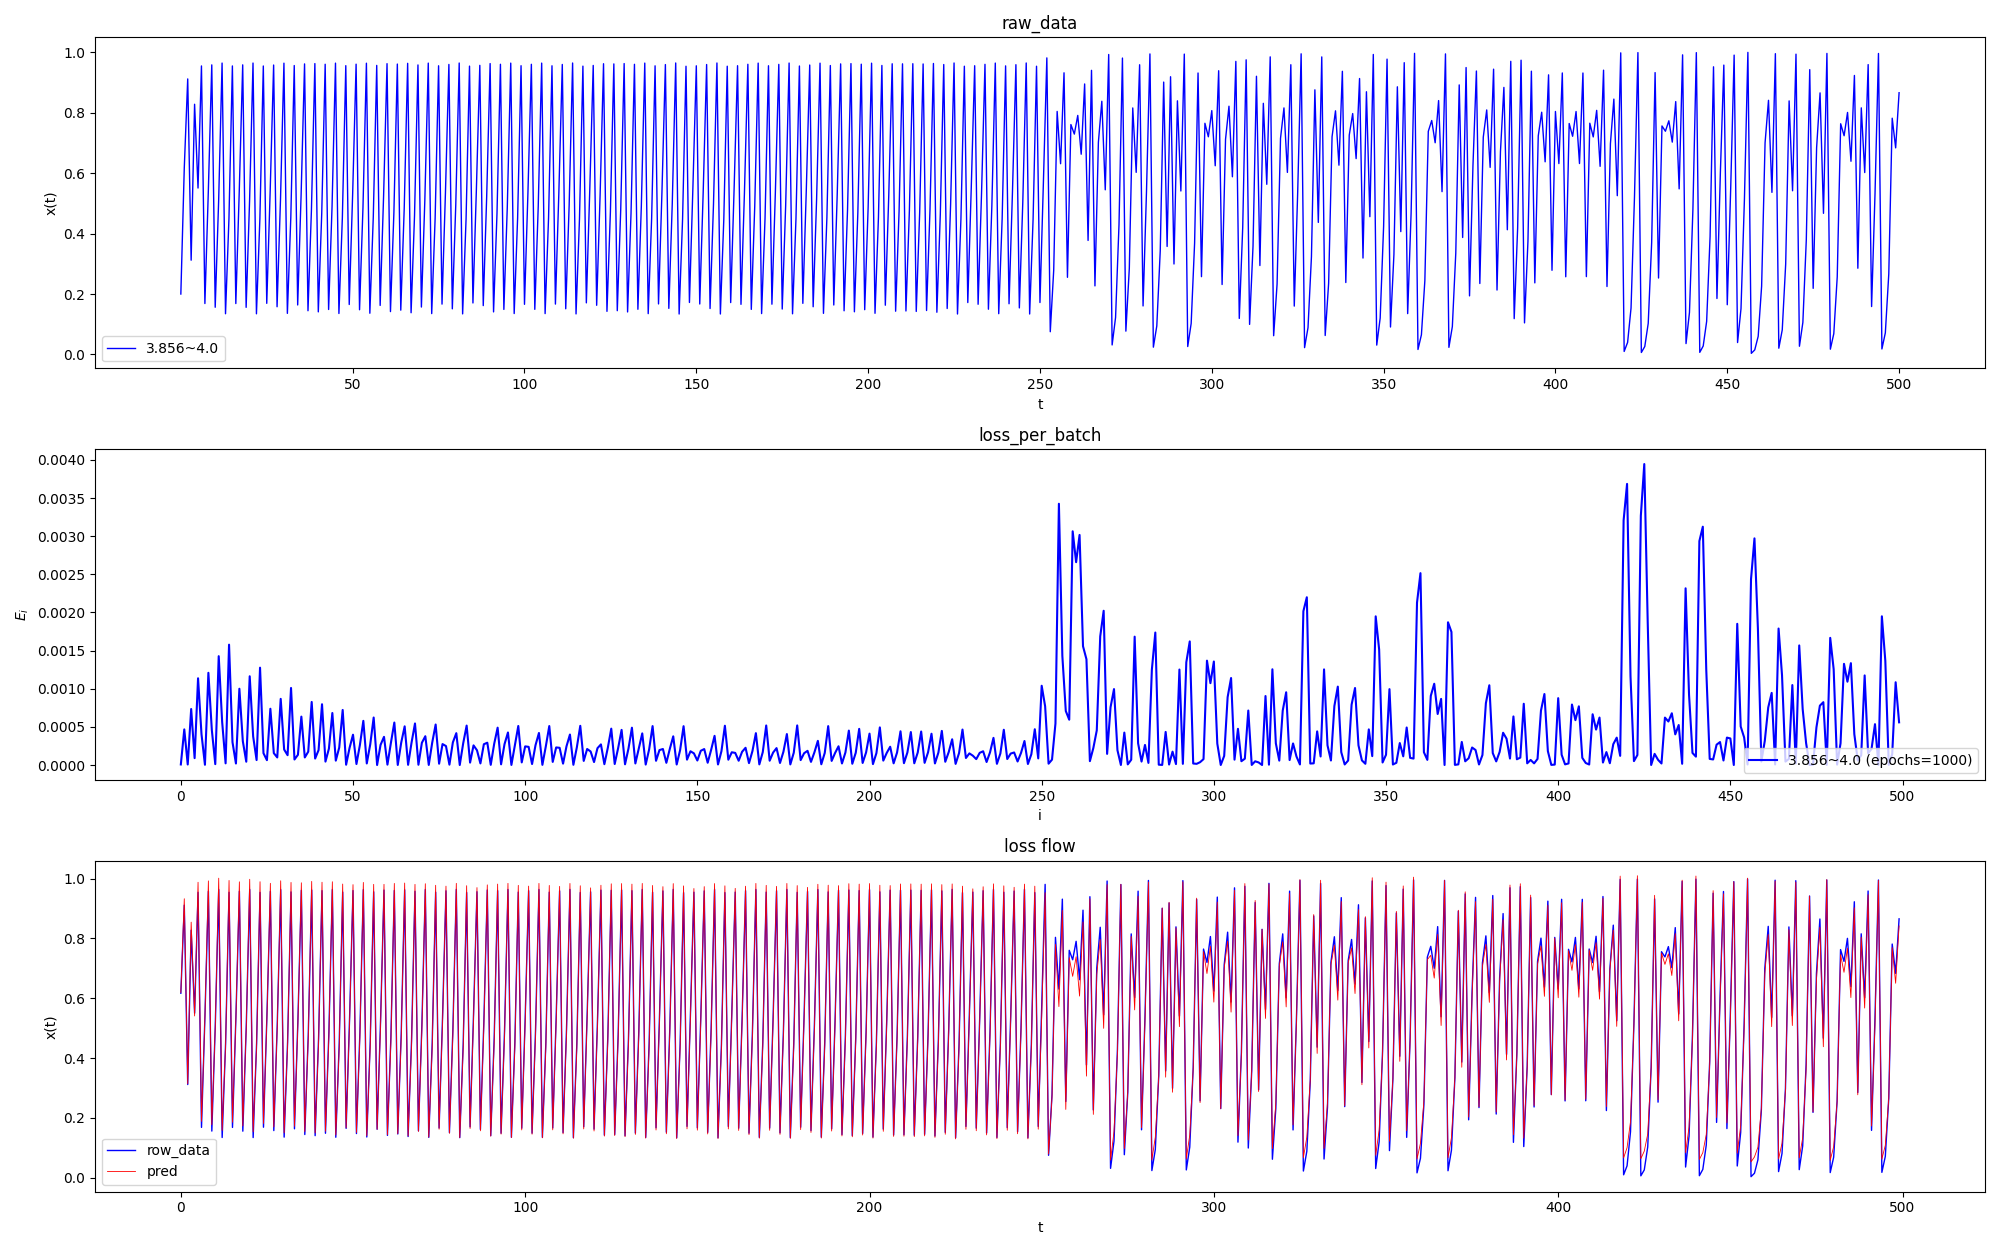 raw_data
1.0
0.8
0.6
0.4
0.2
0.0
x(t)
3.856~4.0
50 100 150 200 250 300 350 400 450 500
t
loss_per_batch
0.0040
0.0035
0.0030
0.0025
0.0020
0.0015
0.0010
0.0005
0.0000
E_i
3.856~4.0 (epochs=1000)
0 50 100 150 200 250 300 350 400 450 500
i
loss flow
1.0
0.8
0.6
0.4
0.2
0.0
x(t)
row_data
pred
0 100 200 300 400 500
t